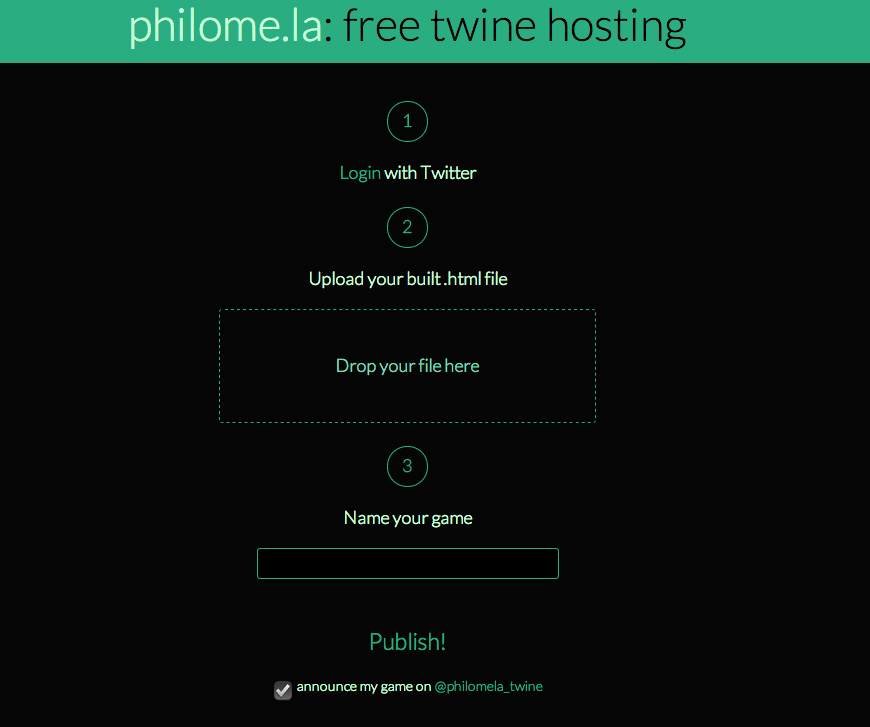 philome.la: free twine hosting
1
Login with Twitter
2
Upload your built .html file
Drop your file here
3
Name your game
Publish!
announce my game on @philomela_twine